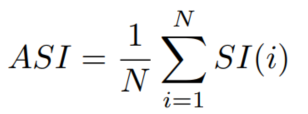 ASI = \frac{1}{N} \sum_{i=1}^{N} SI(i)